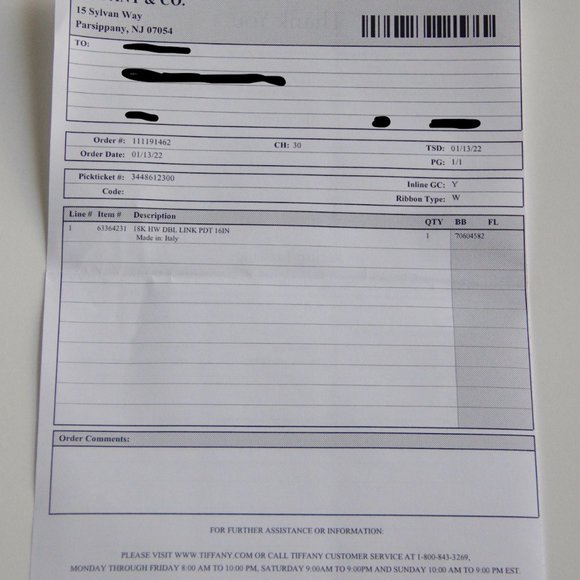 & CO.
15 Sylvan Way
Parsippany, NJ 07054
TO:
Order #: 111191462 CH: 30 TSD: 01/13/22
Order Date: 01/13/22 PG: 1/1
Pickticket #: 3448612300 Inline GC: Y
Code: Ribbon Type: W
Line # Item # Description QTY BB FL
1 63364231 18K HW DBL LINK PDT 16IN 1 70604582
Made in: Italy
Order Comments:
FOR FURTHER ASSISTANCE OR INFORMATION:
PLEASE VISIT WWW.TIFFANY.COM OR CALL TIFFANY CUSTOMER SERVICE AT 1-800-843-3269,
MONDAY THROUGH FRIDAY 8:00 AM TO 10:00 PM, SATURDAY 9:00AM TO 9:00PM AND SUNDAY 10:00 AM TO 9:00 PM EST.